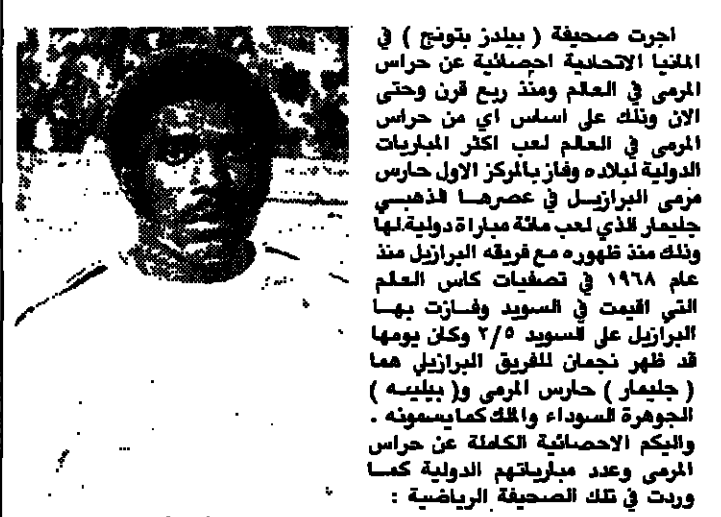 اجرت صحيفة ( بيلدز بتونج ) في
المانيا الاتحادية احصائية عن حراس
المرمى في العالم ومنذ ربع قرن وحتى
الان وذلك على اساس اي من حراس
المرمى في العالم لعب اكثر المباريات
الدولية لبلاده وفاز بالمركز الاول حارس
مرمى البرازيل في عصرها الذهبي
جليمار الذي لعب مائة مباراة دولية لها
وذلك منذ ظهوره مع فريقه البرازيل منذ
عام ١٩٦٨ في تصفيات كاس العالم
التي اقيمت في السويد وفازت بها
البرازيل على السويد ٢/٥ وكان يومها
قد ظهر نجمان للفريق البرازيلي هما
( جليمار ) حارس المرمى و( بيليه )
الجوهرة السوداء والملك كما يسمونه .
واليكم الاحصائية الكاملة عن حراس
المرمى وعدد مبارياتهم الدولية كما
وردت في تلك الصحيفة الرياضية :